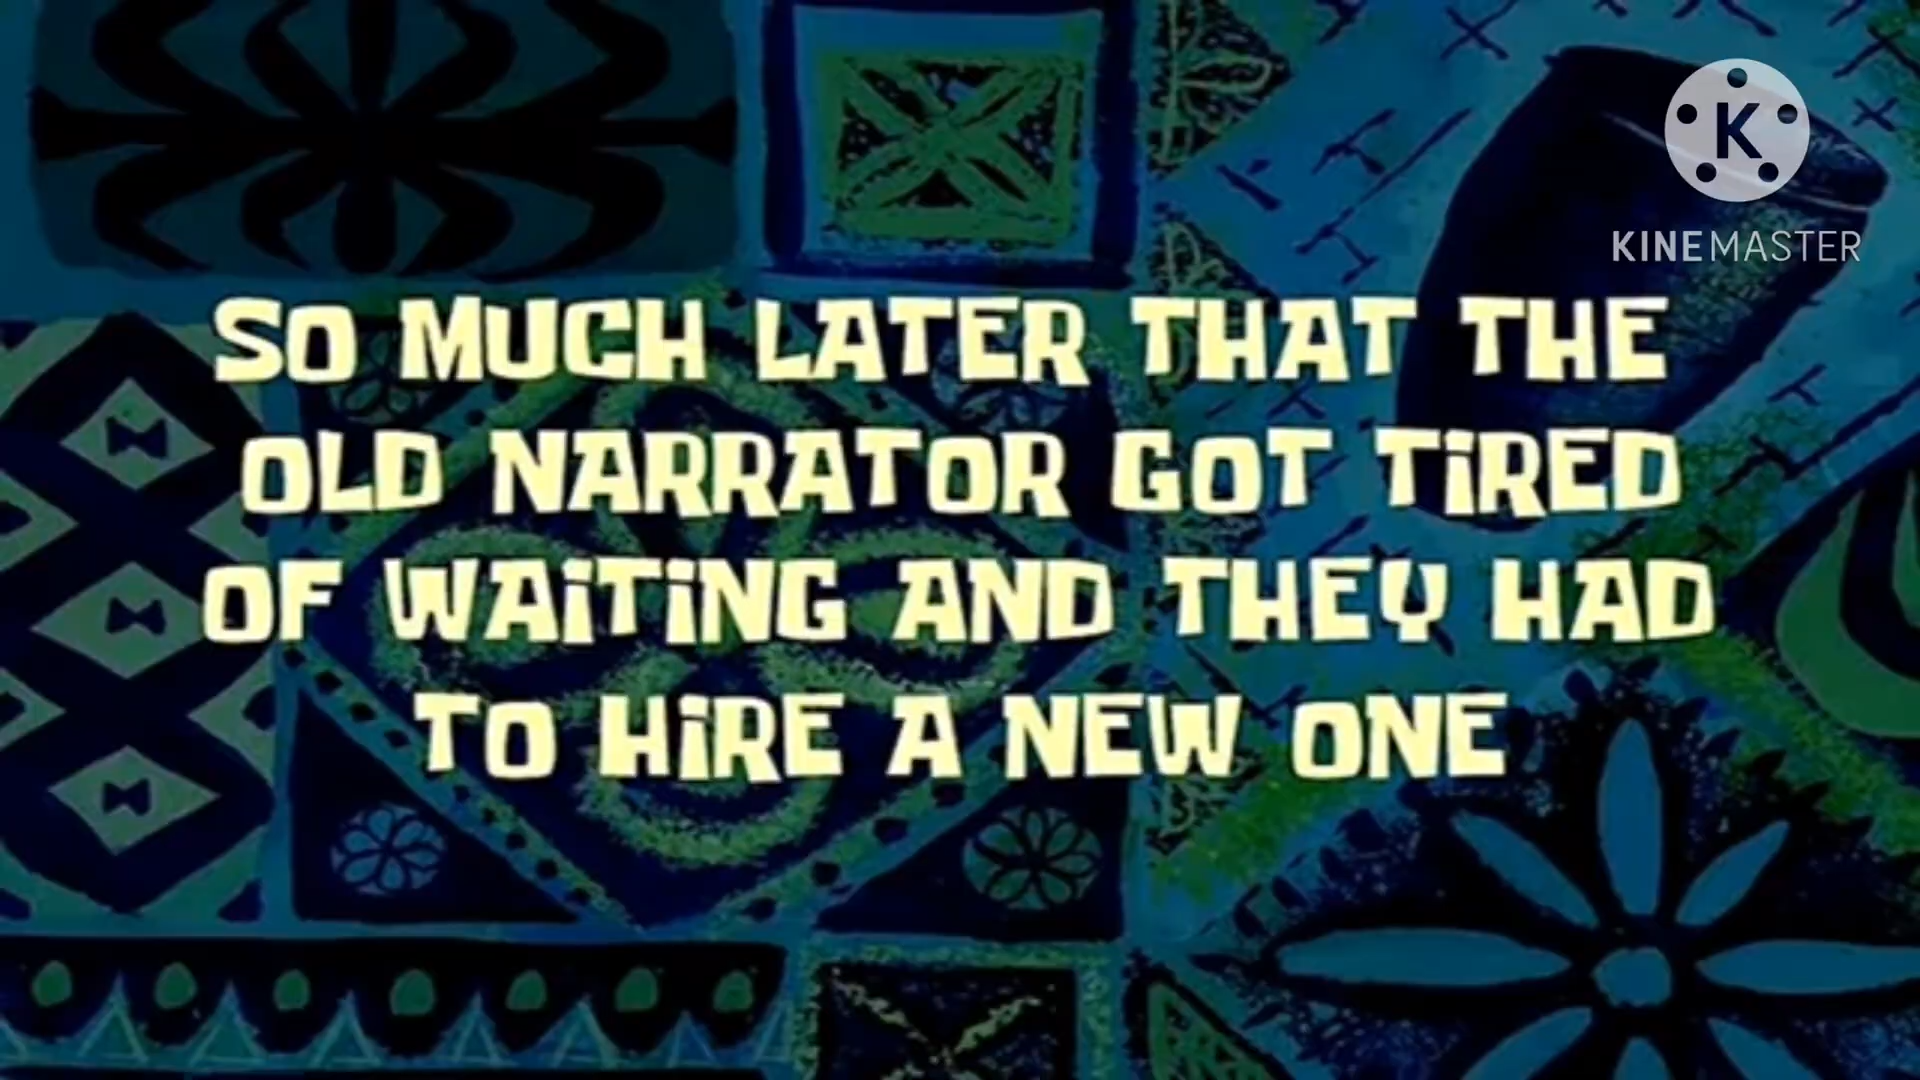 K
KINEMASTER
SO MUCH LATER THAT THE
OLD NARRATOR GOT TiRED
OF WAiTiNG AND THEY HAD
TO HiRE A NEW ONE